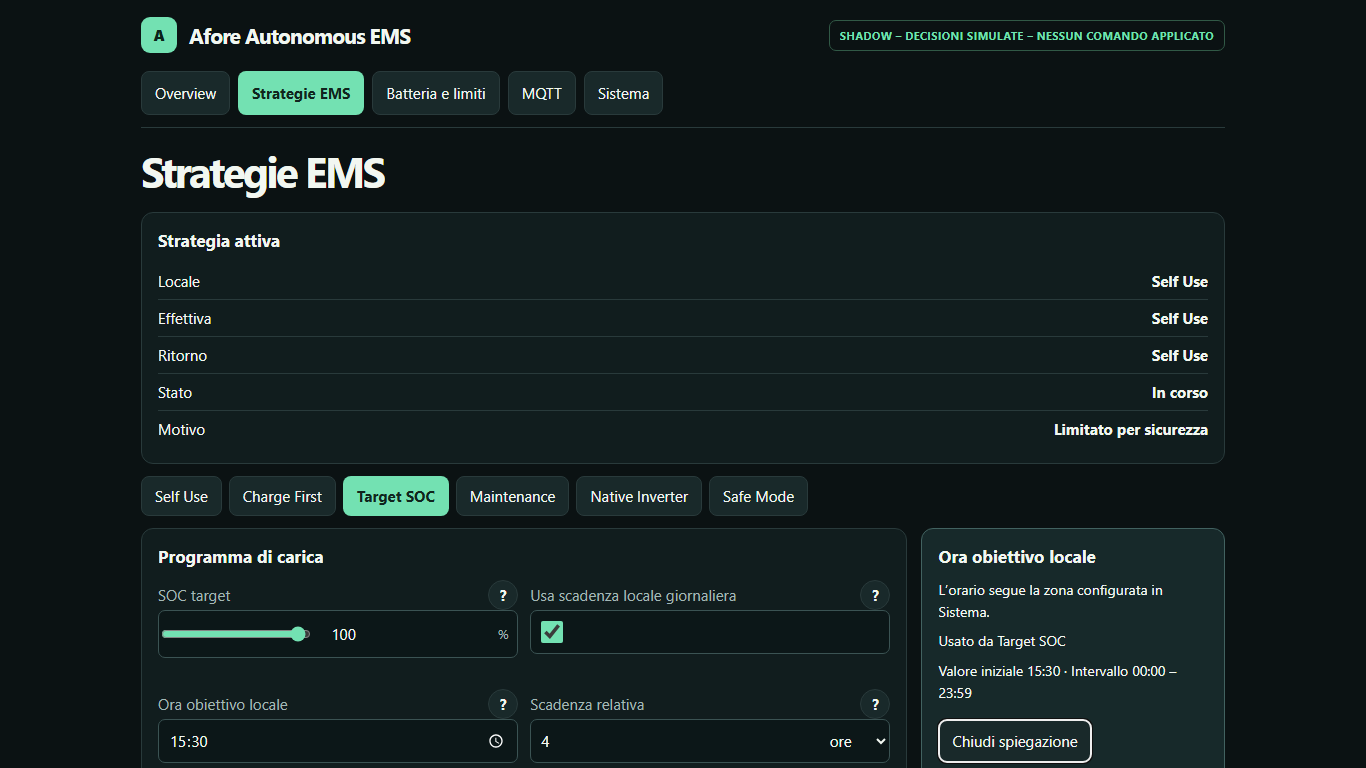 A
Afore Autonomous EMS
SHADOW – DECISIONI SIMULATE – NESSUN COMANDO APPLICATO
Overview
Strategie EMS
Batteria e limiti
MQTT
Sistema
Strategie EMS
Strategia attiva
Locale Self Use
Effettiva Self Use
Ritorno Self Use
Stato In corso
Motivo Limitato per sicurezza
Self Use
Charge First
Target SOC
Maintenance
Native Inverter
Safe Mode
Programma di carica
SOC target ?
100 %
Usa scadenza locale giornaliera ?
Ora obiettivo locale ?
15:30
Scadenza relativa ?
4 ore
Ora obiettivo locale
L’orario segue la zona configurata in
Sistema.
Usato da Target SOC
Valore iniziale 15:30 · Intervallo 00:00 –
23:59
Chiudi spiegazione